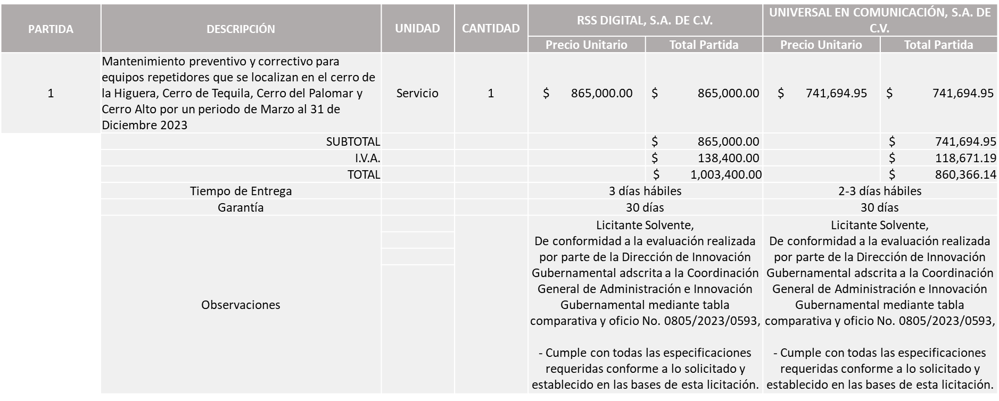 PARTIDA
DESCRIPCIÓN
UNIDAD
CANTIDAD
RSS DIGITAL, S.A. DE C.V.
UNIVERSAL EN COMUNICACIÓN, S.A. DE
C.V.
Precio Unitario
Total Partida
Precio Unitario
Total Partida
1
Mantenimiento preventivo y correctivo para
equipos repetidores que se localizan en el cerro de
la Higuera, Cerro de Tequila, Cerro del Palomar y
Cerro Alto por un periodo de Marzo al 31 de
Diciembre 2023
Servicio
1
$ 865,000.00
$ 865,000.00
$ 741,694.95
$ 741,694.95
SUBTOTAL
$ 865,000.00
$ 741,694.95
I.V.A.
$ 138,400.00
$ 118,671.19
TOTAL
$ 1,003,400.00
$ 860,366.14
Tiempo de Entrega
3 días hábiles
2-3 días hábiles
Garantía
30 días
30 días
Observaciones
Licitante Solvente,
De conformidad a la evaluación realizada
por parte de la Dirección de Innovación
Gubernamental adscrita a la Coordinación
General de Administración e Innovación
Gubernamental mediante tabla
comparativa y oficio No. 0805/2023/0593,
- Cumple con todas las especificaciones
requeridas conforme a lo solicitado y
establecido en las bases de esta licitación.
Licitante Solvente,
De conformidad a la evaluación realizada
por parte de la Dirección de Innovación
Gubernamental adscrita a la Coordinación
General de Administración e Innovación
Gubernamental mediante tabla
comparativa y oficio No. 0805/2023/0593,
- Cumple con todas las especificaciones
requeridas conforme a lo solicitado y
establecido en las bases de esta licitación.